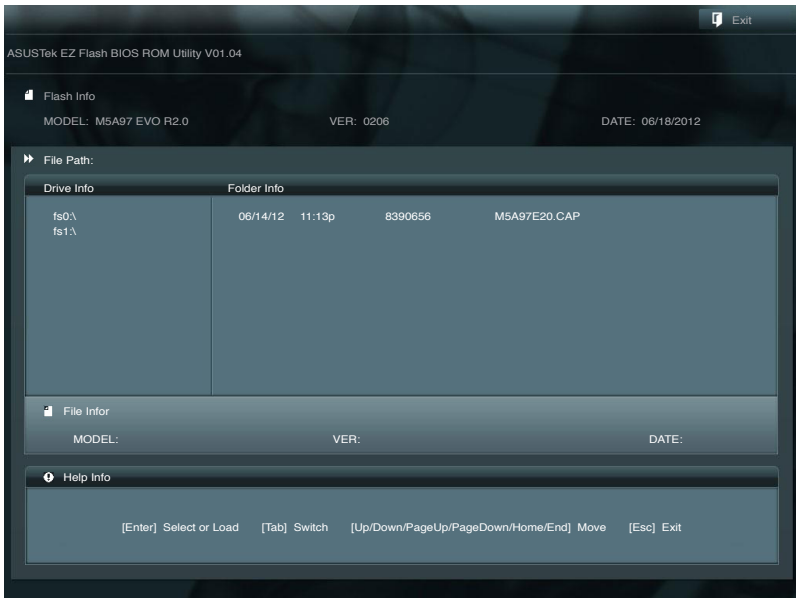 Exit
ASUSTek EZ Flash BIOS ROM Utility V01.04
Flash Info
MODEL: M5A97 EVO R2.0 VER: 0206 DATE: 06/18/2012
File Path:
Drive Info Folder Info
fs0:\ 06/14/12 11:13p 8390656 M5A97E20.CAP
fs1:\
File Infor
MODEL: VER: DATE:
Help Info
[Enter] Select or Load [Tab] Switch [Up/Down/PageUp/PageDown/Home/End] Move [Esc] Exit